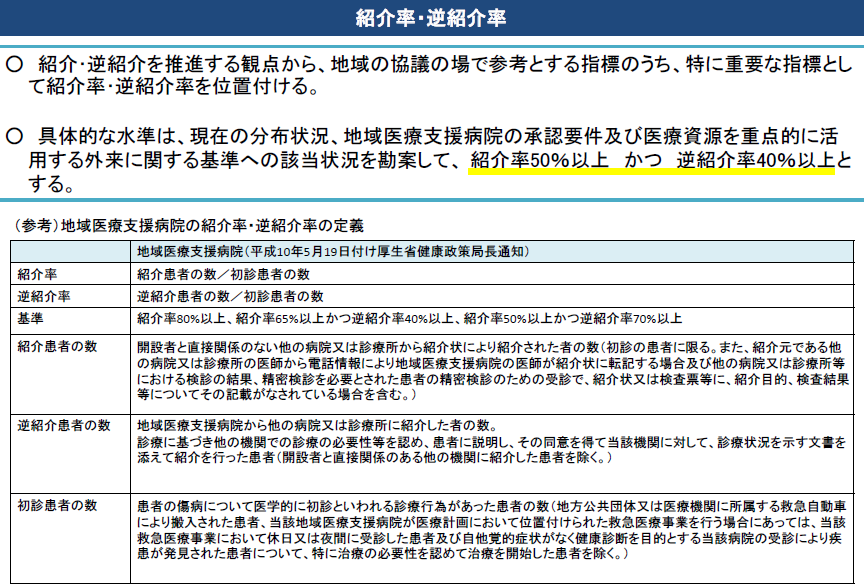 紹介率・逆紹介率
○　紹介・逆紹介を推進する観点から、地域の協議の場で参考とする指標のうち、特に重要な指標とし
て紹介率・逆紹介率を位置付ける。
○　具体的な水準は、現在の分布状況、地域医療支援病院の承認要件及び医療資源を重点的に活
用する外来に関する基準への該当状況を勘案して、紹介率50％以上　かつ　逆紹介率40％以上と
する。
（参考）地域医療支援病院の紹介率・逆紹介率の定義
地域医療支援病院（平成10年5月19日付け厚生省健康政策局長通知）
紹介率　紹介患者の数／初診患者の数
逆紹介率　逆紹介患者の数／初診患者の数
基準　紹介率80％以上、紹介率65％以上かつ逆紹介率40％以上、紹介率50％以上かつ逆紹介率70％以上
紹介患者の数　開設者と直接関係のない他の病院又は診療所から紹介状により紹介された者の数（初診の患者に限る。また、紹介元である他
の病院又は診療所の医師から電話情報により地域医療支援病院の医師が紹介状に転記する場合及び他の病院又は診療所等
における検診の結果、精密検診を必要とされた患者の精密検診のための受診で、紹介状又は検査票等に、紹介目的、検査結果
等についてその記載がなされている場合を含む。）
逆紹介患者の数　地域医療支援病院から他の病院又は診療所に紹介した者の数。
診療に基づき他の機関での診療の必要性等を認め、患者に説明し、その同意を得て当該機関に対して、診療状況を示す文書を
添えて紹介を行った患者（開設者と直接関係のある他の機関に紹介した患者を除く。）
初診患者の数　患者の傷病について医学的に初診といわれる診療行為があった患者の数（地方公共団体又は医療機関に所属する救急自動車
により搬入された患者、当該地域医療支援病院が医療計画において位置付けられた救急医療事業を行う場合にあっては、当該
救急医療事業において休日又は夜間に受診した患者及び自他覚的症状がなく健康診断を目的とする当該病院の受診により疾
患が発見された患者について、特に治療の必要性を認めて治療を開始した患者を除く。）